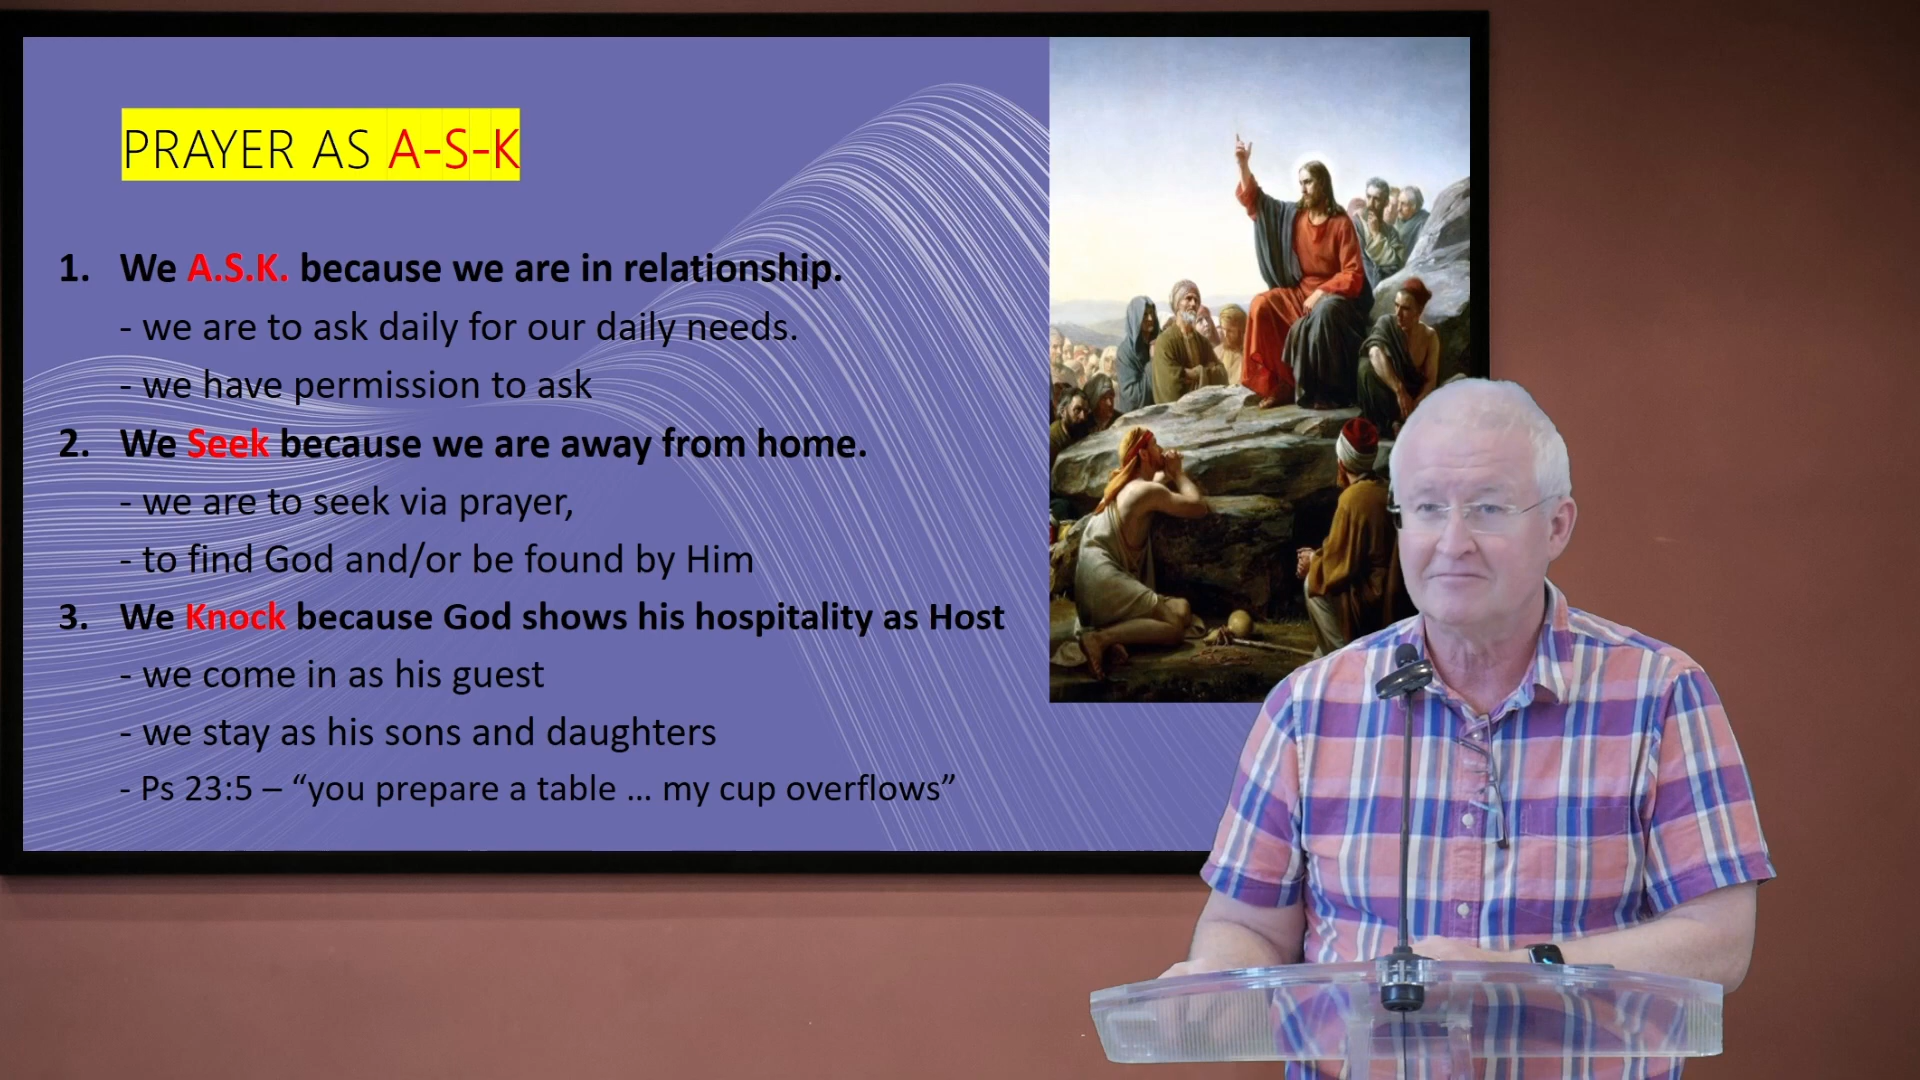 PRAYER AS A-S-K
1. We A.S.K. because we are in relationship.
- we are to ask daily for our daily needs.
- we have permission to ask
2. We Seek because we are away from home.
- we are to seek via prayer,
- to find God and/or be found by Him
3. We Knock because God shows his hospitality as Host
- we come in as his guest
- we stay as his sons and daughters
- Ps 23:5 – “you prepare a table ... my cup overflows”